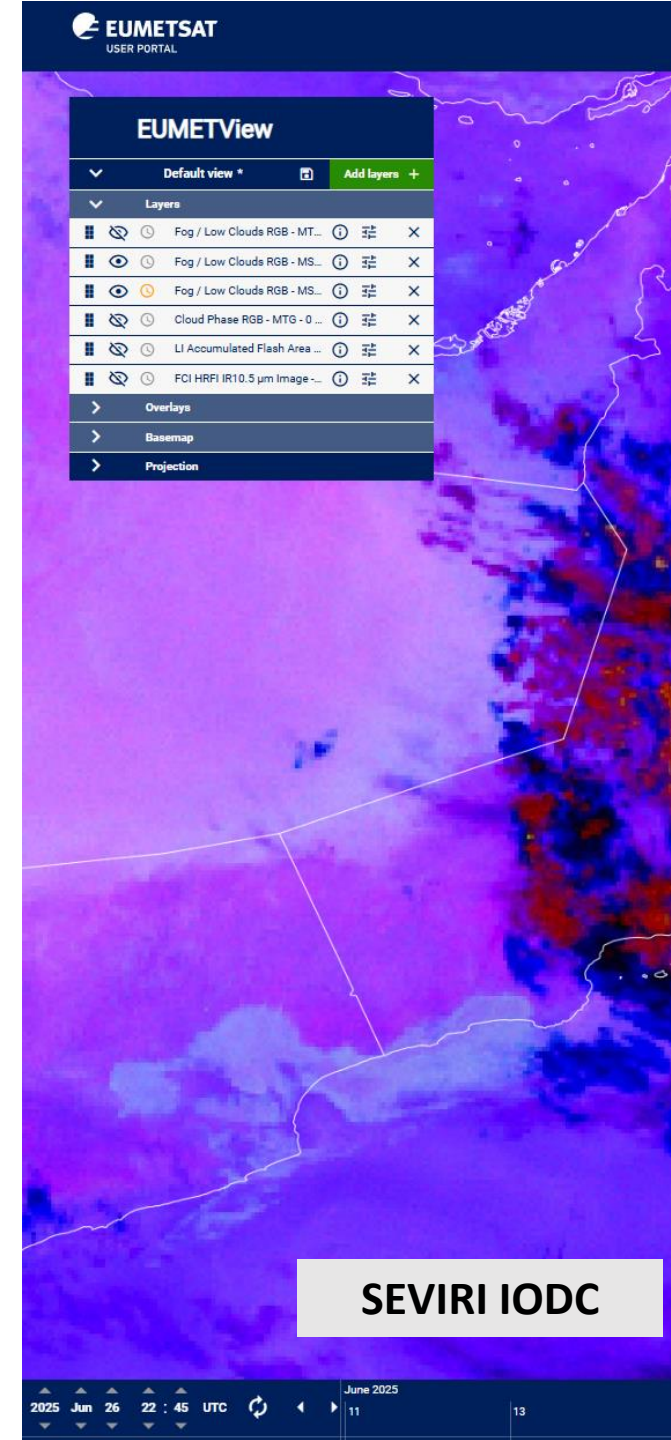 EUMETSAT
USER PORTAL
EUMETView
Default view * Add layers +
Layers
Fog / Low Clouds RGB - MT...
Fog / Low Clouds RGB - MS...
Fog / Low Clouds RGB - MS...
Cloud Phase RGB - MTG - 0 ...
LI Accumulated Flash Area ...
FCI HRFI IR10.5 µm Image -...
Overlays
Basemap
Projection
SEVIRI IODC
June 2025
2025 Jun 26 22 : 45 UTC 11 13